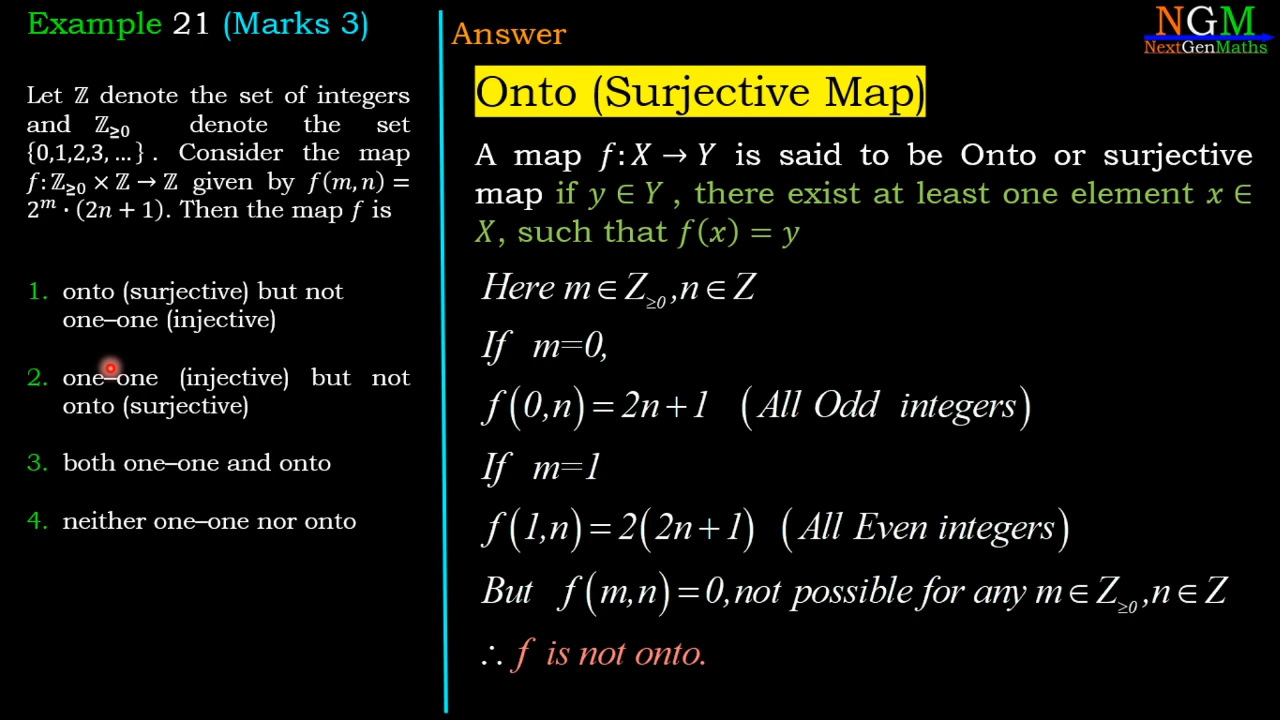 Example 21 (Marks 3)
Let ℤ denote the set of integers
and ℤ≥0 denote the set
{0,1,2,3, …} . Consider the map
f: ℤ≥0 × ℤ → ℤ given by f(m, n) =
2ᵐ · (2n + 1). Then the map f is
1. onto (surjective) but not
one–one (injective)
2. one–one (injective) but not
onto (surjective)
3. both one–one and onto
4. neither one–one nor onto
Answer
NGM
NextGenMaths
Onto (Surjective Map)
A map f: X → Y is said to be Onto or surjective
map if y ∈ Y , there exist at least one element x ∈
X, such that f(x) = y
Here m ∈ Z≥0, n ∈ Z
If m=0,
f(0,n) = 2n+1 (All Odd integers)
If m=1
f(1,n) = 2(2n+1) (All Even integers)
But f(m,n) = 0, not possible for any m ∈ Z≥0, n ∈ Z
∴ f is not onto.